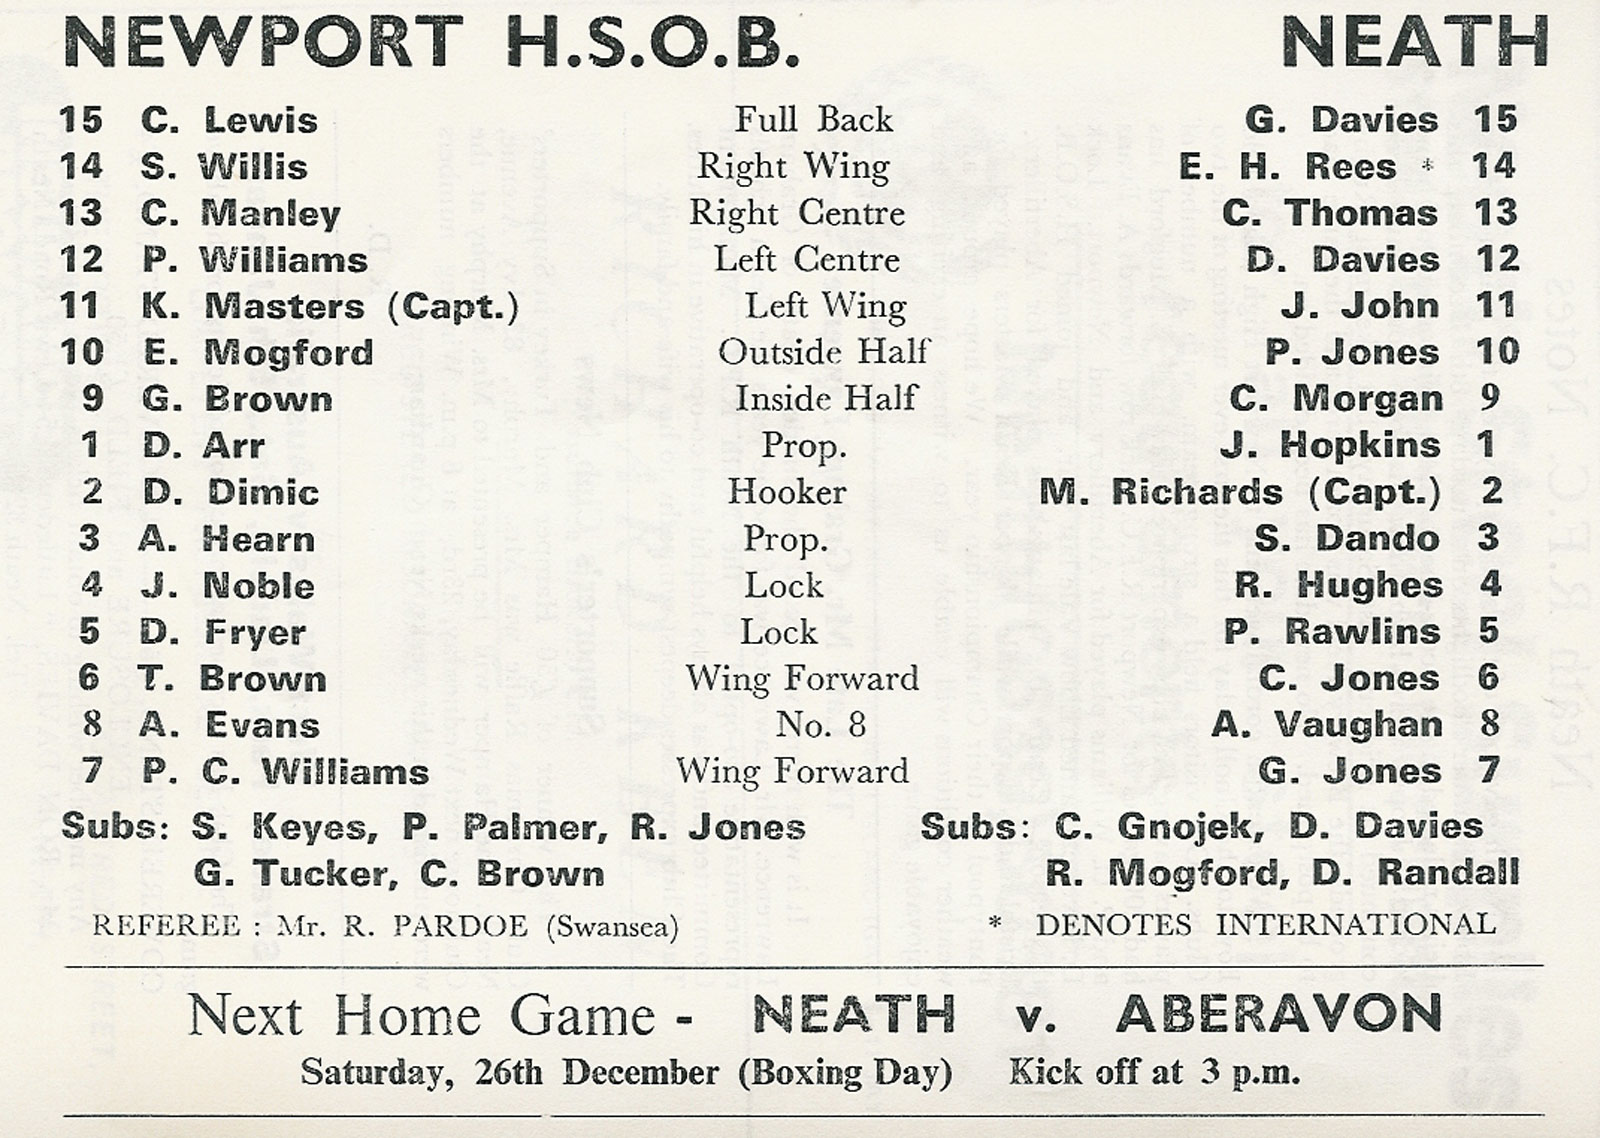 NEWPORT H.S.O.B. NEATH
15 C. Lewis Full Back G. Davies 15
14 S. Willis Right Wing E. H. Rees * 14
13 C. Manley Right Centre C. Thomas 13
12 P. Williams Left Centre D. Davies 12
11 K. Masters (Capt.) Left Wing J. John 11
10 E. Mogford Outside Half P. Jones 10
9 G. Brown Inside Half C. Morgan 9
1 D. Arr Prop. J. Hopkins 1
2 D. Dimic Hooker M. Richards (Capt.) 2
3 A. Hearn Prop. S. Dando 3
4 J. Noble Lock R. Hughes 4
5 D. Fryer Lock P. Rawlins 5
6 T. Brown Wing Forward C. Jones 6
8 A. Evans No. 8 A. Vaughan 8
7 P. C. Williams Wing Forward G. Jones 7
Subs: S. Keyes, P. Palmer, R. Jones Subs: C. Gnojek, D. Davies
G. Tucker, C. Brown R. Mogford, D. Randall
REFEREE : Mr. R. PARDOE (Swansea) * DENOTES INTERNATIONAL
Next Home Game - NEATH v. ABERAVON
Saturday, 26th December (Boxing Day) Kick off at 3 p.m.